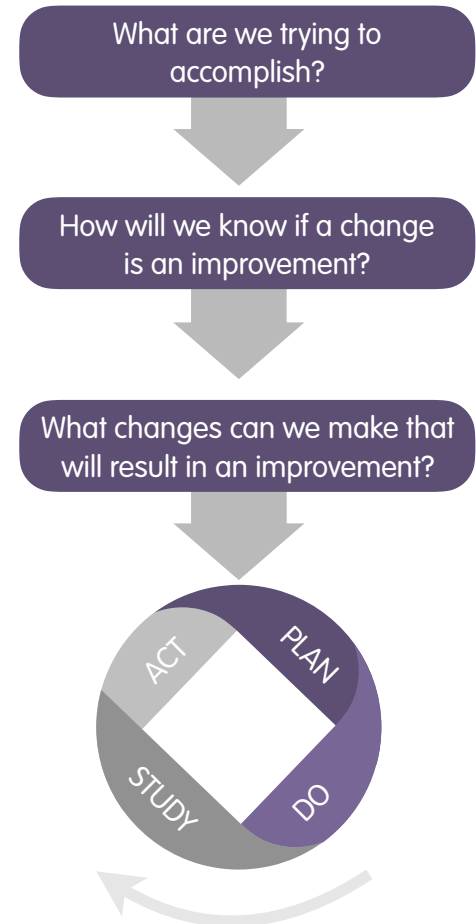 What are we trying to
accomplish?
How will we know if a change
is an improvement?
What changes can we make that
will result in an improvement?
PLAN
DO
STUDY
ACT